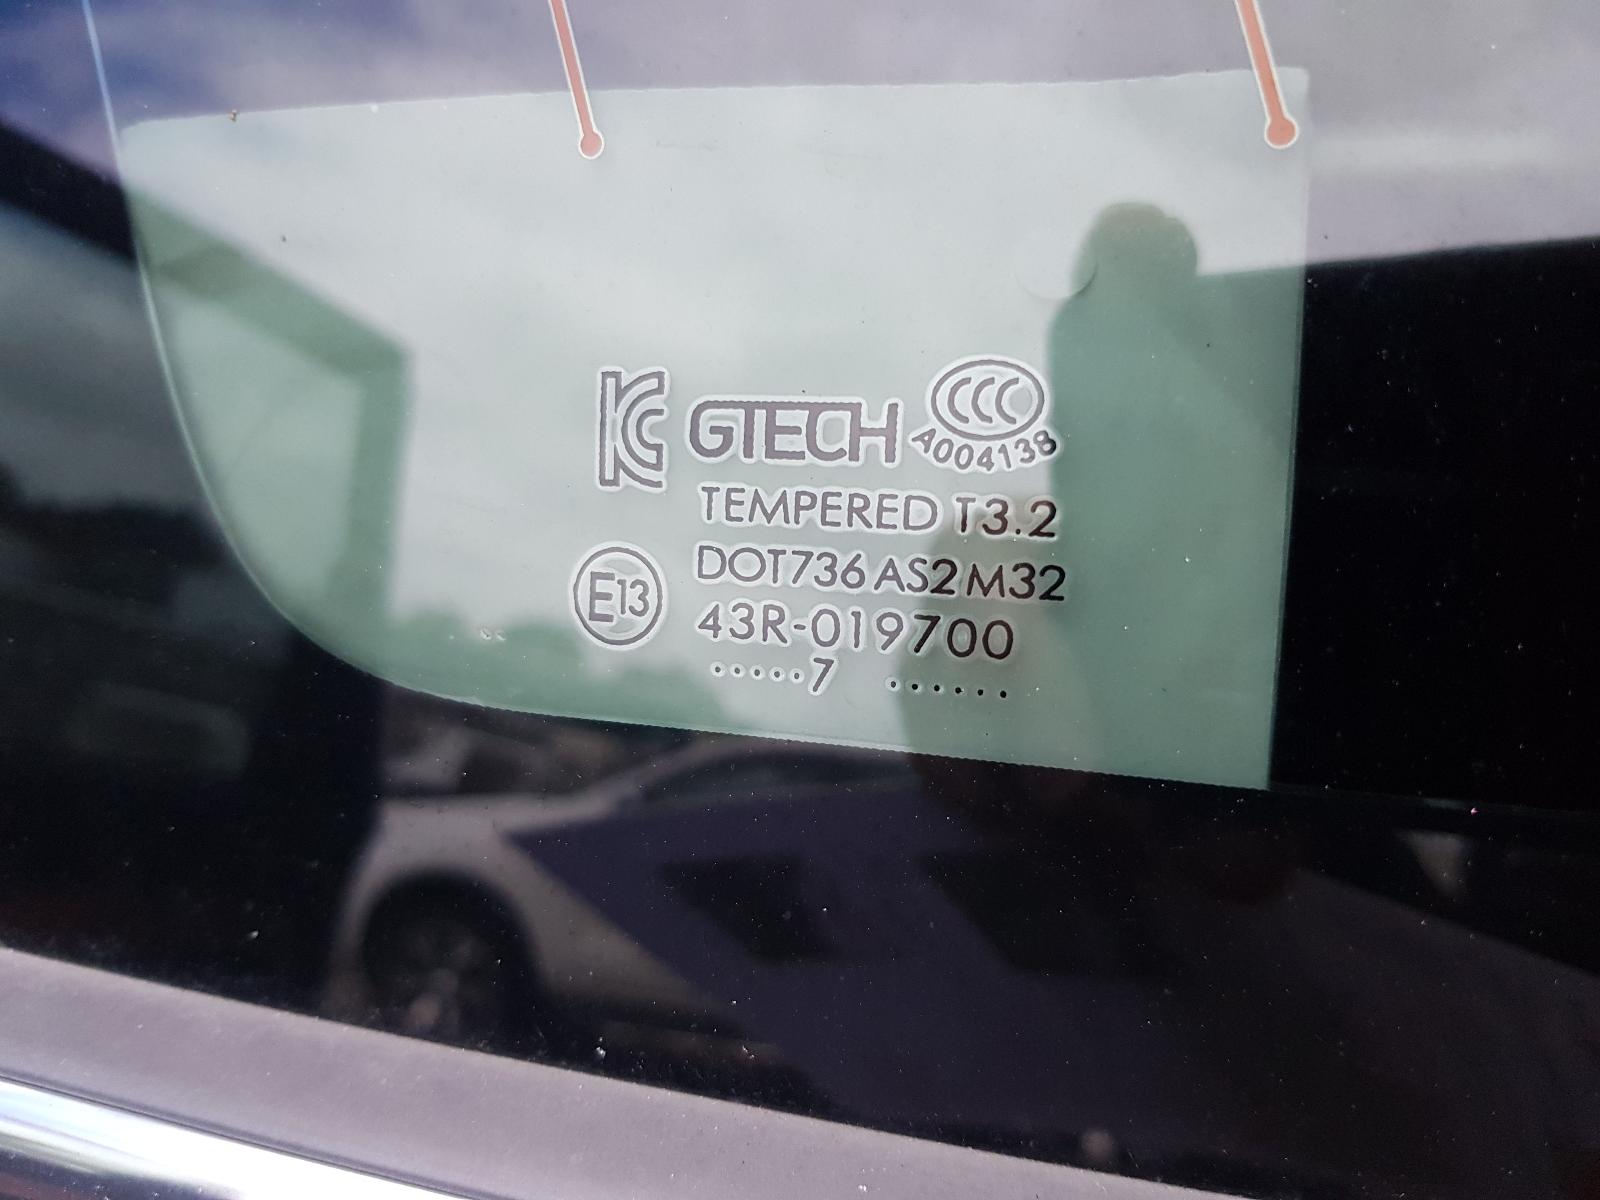 KC GTECH CCC
A004138
TEMPERED T3.2
DOT736 AS2 M32
E13
43R-019700
.....7 ......